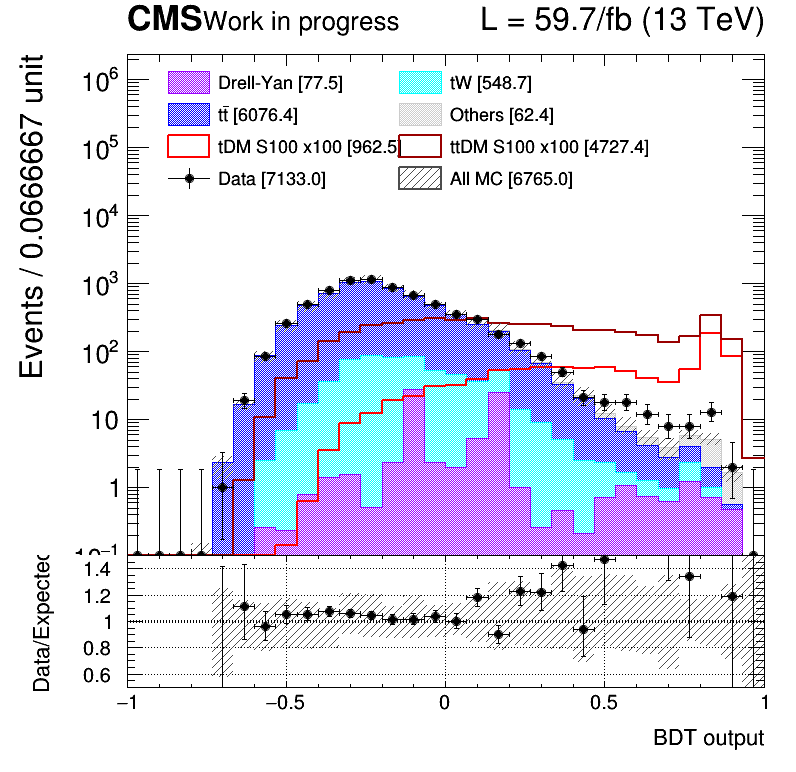 CMS Work in progress L = 59.7/fb (13 TeV)
Events / 0.0666667 unit
10⁶
10⁵
10⁴
10³
10²
10
1
10⁻¹
Drell-Yan [77.5]
tW [548.7]
tt̄ [6076.4]
Others [62.4]
tDM S100 x100 [962.5]
ttDM S100 x100 [4727.4]
Data [7133.0]
All MC [6765.0]
Data/Expected
1.4
1.2
1
0.8
0.6
−1 −0.5 0 0.5 1
BDT output